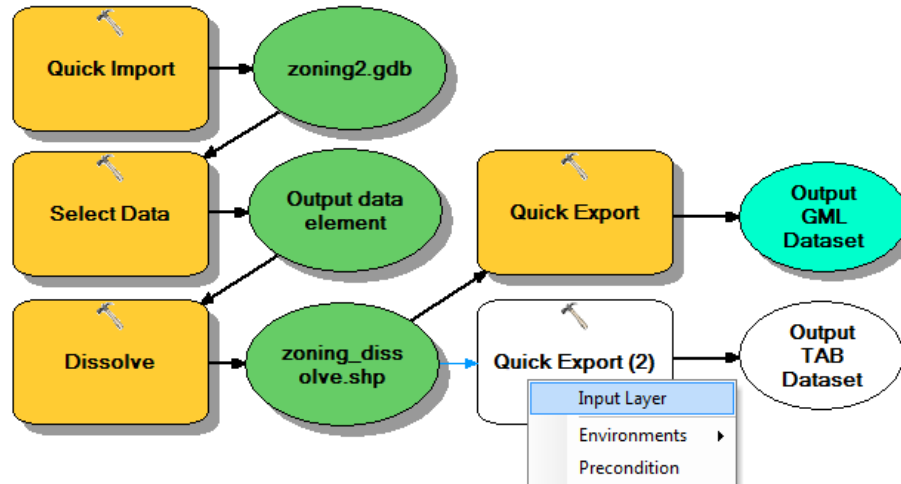 Quick Import
zoning2.gdb
Select Data
Output data
element
Quick Export
Output
GML
Dataset
Dissolve
zoning_diss
olve.shp
Quick Export (2)
Output
TAB
Dataset
Input Layer
Environments
Precondition